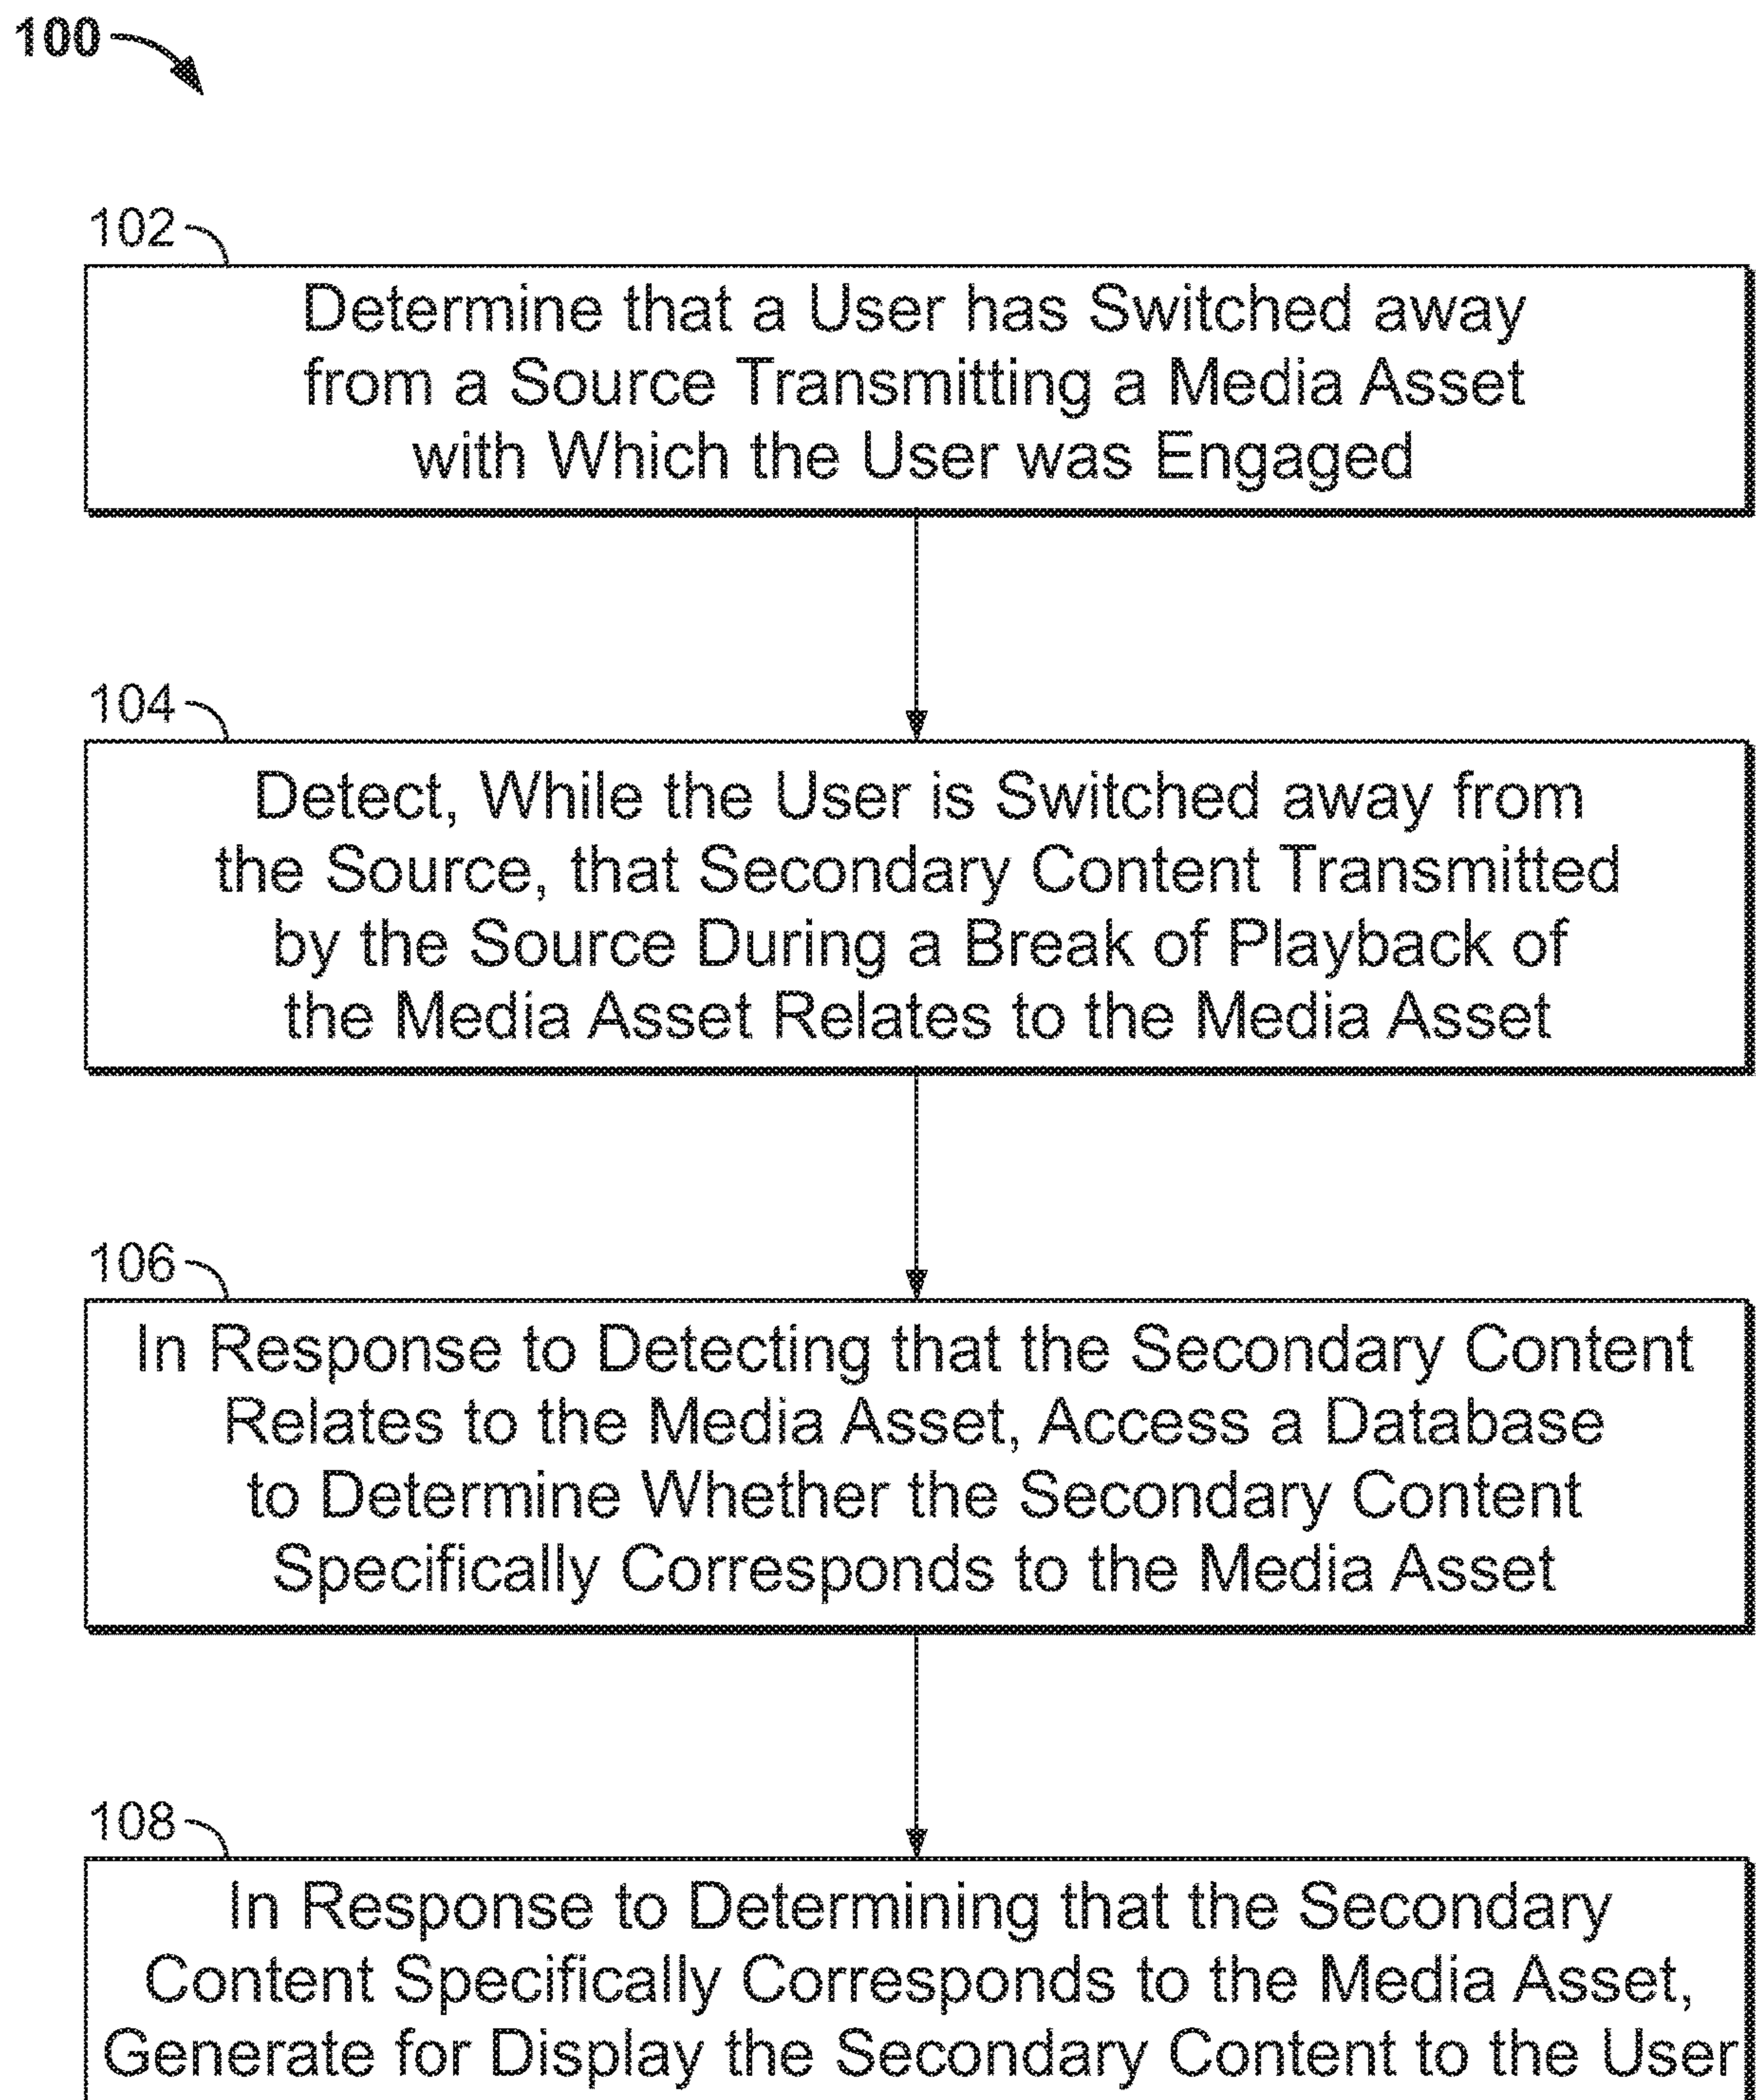 100
102
Determine that a User has Switched away
from a Source Transmitting a Media Asset
with Which the User was Engaged
104
Detect, While the User is Switched away from
the Source, that Secondary Content Transmitted
by the Source During a Break of Playback of
the Media Asset Relates to the Media Asset
106
In Response to Detecting that the Secondary Content
Relates to the Media Asset, Access a Database
to Determine Whether the Secondary Content
Specifically Corresponds to the Media Asset
108
In Response to Determining that the Secondary
Content Specifically Corresponds to the Media Asset,
Generate for Display the Secondary Content to the User